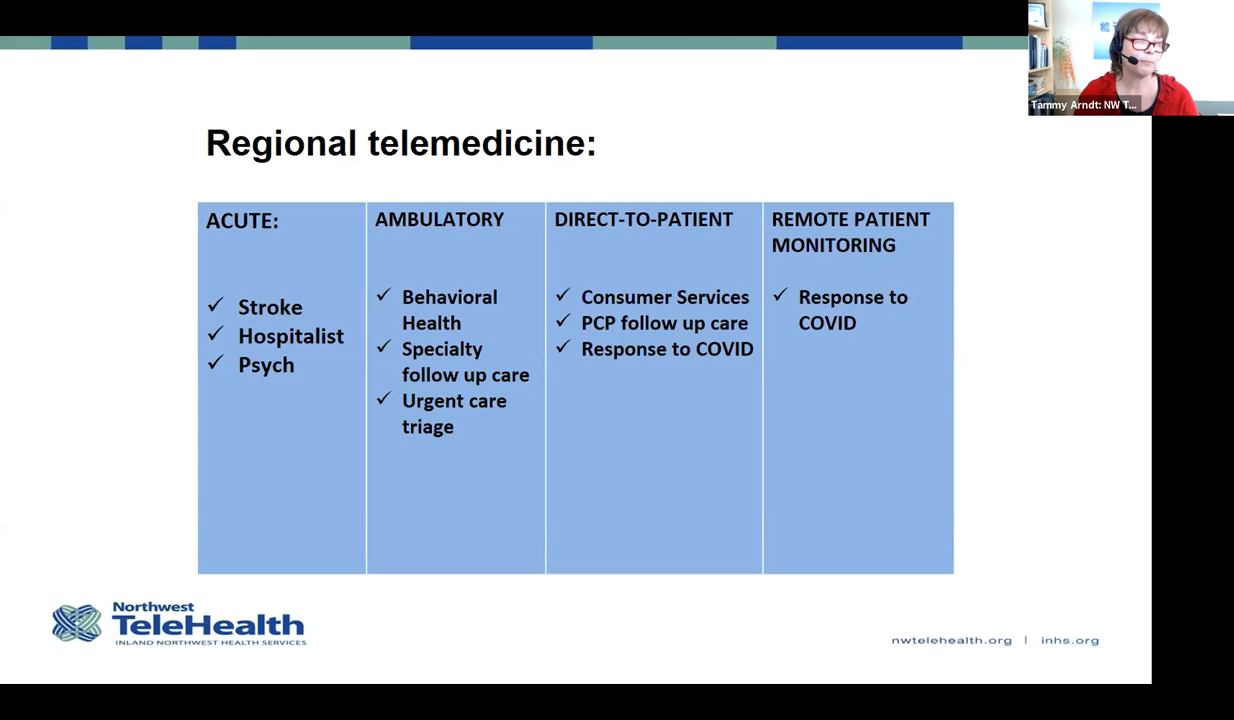 Tammy Arndt: NW T...
Regional telemedicine:
ACUTE:
Stroke
Hospitalist
Psych
AMBULATORY
Behavioral
Health
Specialty
follow up care
Urgent care
triage
DIRECT-TO-PATIENT
Consumer Services
PCP follow up care
Response to COVID
REMOTE PATIENT
MONITORING
Response to
COVID
Northwest
TeleHealth
INLAND NORTHWEST HEALTH SERVICES
nwtelehealth.org | inhs.org